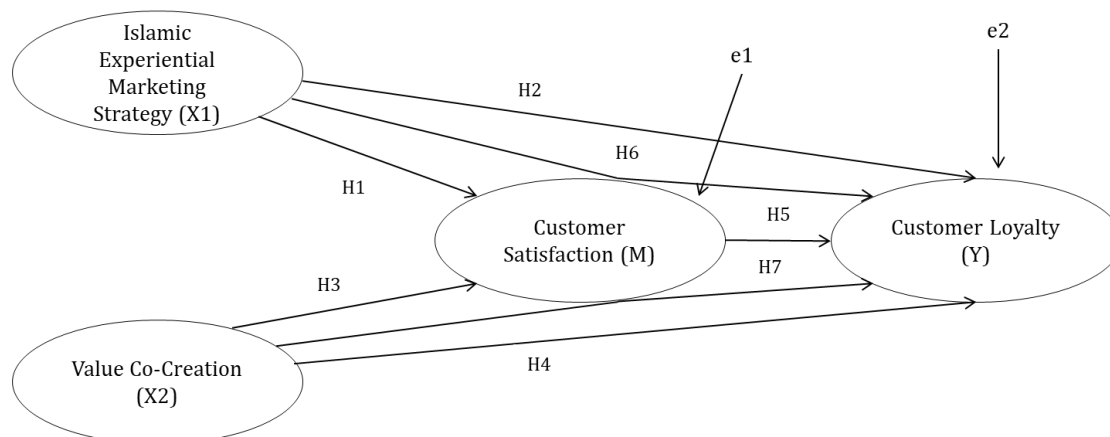 Islamic
Experiential
Marketing
Strategy (X1)
e1
e2
H2
H6
H1
Customer
Satisfaction (M)
H5
Customer Loyalty
(Y)
H3
H7
Value Co-Creation
(X2)
H4